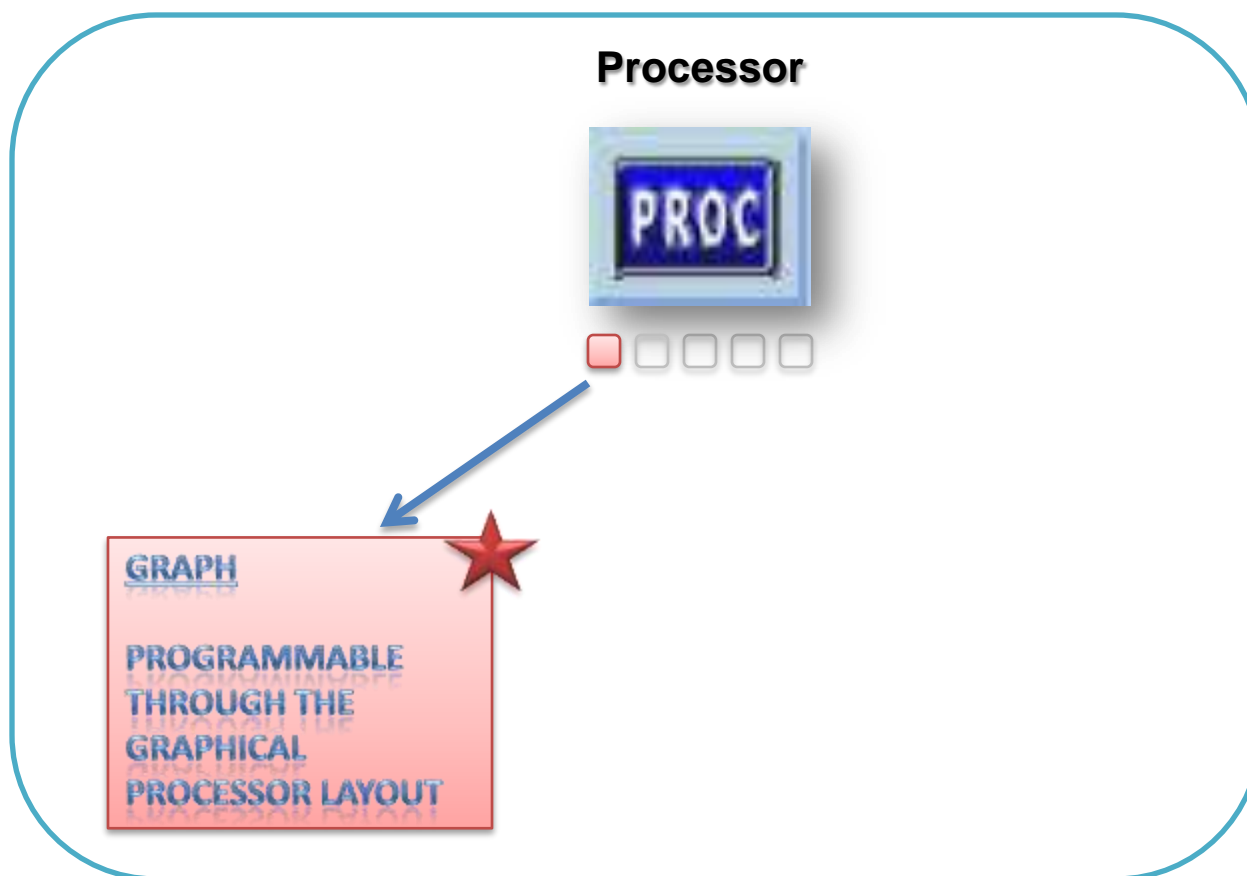 Processor
PROC
GRAPH
PROGRAMMABLE
THROUGH THE
GRAPHICAL
PROCESSOR LAYOUT